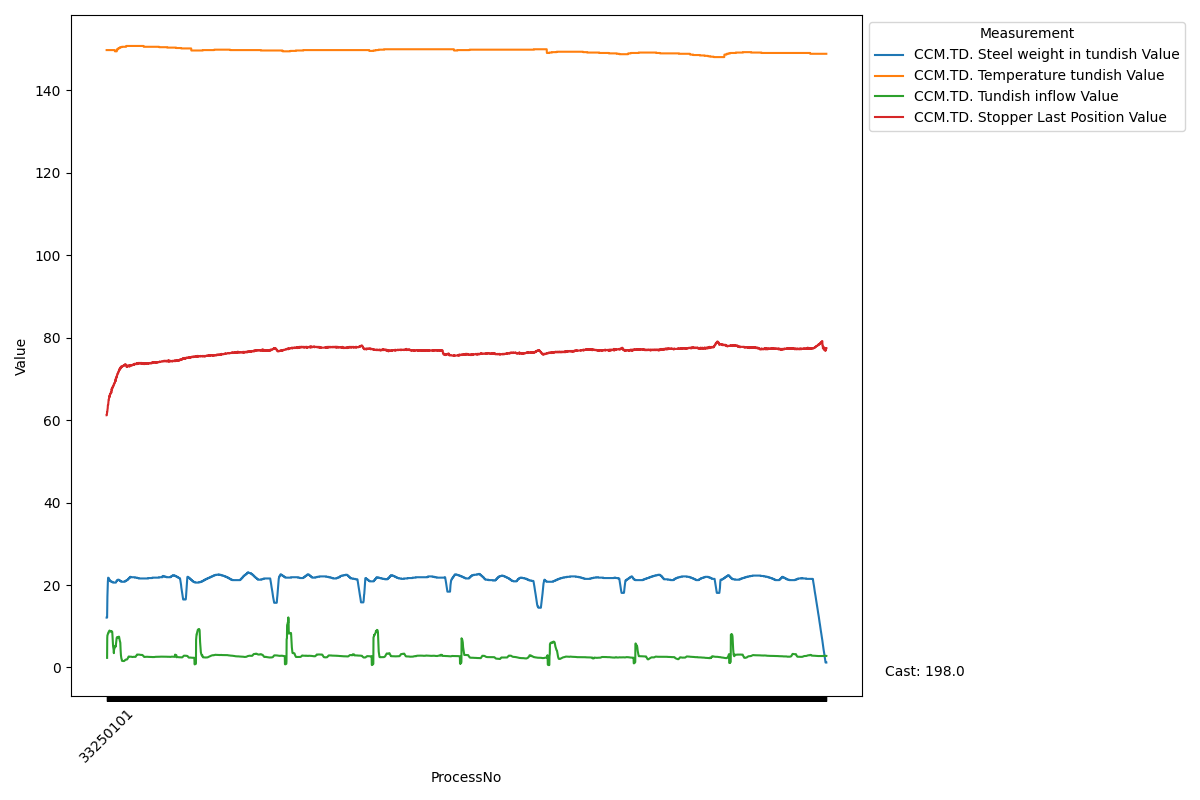 Measurement
CCM.TD. Steel weight in tundish Value
CCM.TD. Temperature tundish Value
CCM.TD. Tundish inflow Value
CCM.TD. Stopper Last Position Value
140
120
100
80
60
40
20
0
Value
33250101
ProcessNo
Cast: 198.0